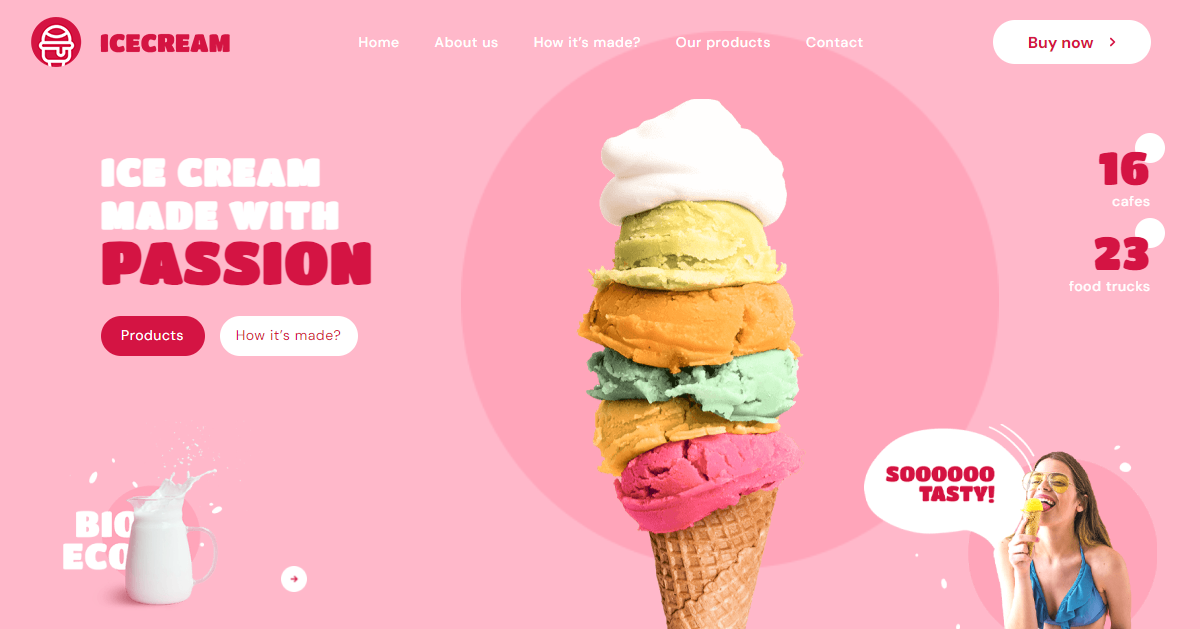 ICECREAM
Home
About us
How it's made?
Our products
Contact
Buy now
ICE CREAM
MADE WITH
PASSION
Products
How it's made?
16
cafes
23
food trucks
BIO
ECO
SOOOOOO
TASTY!